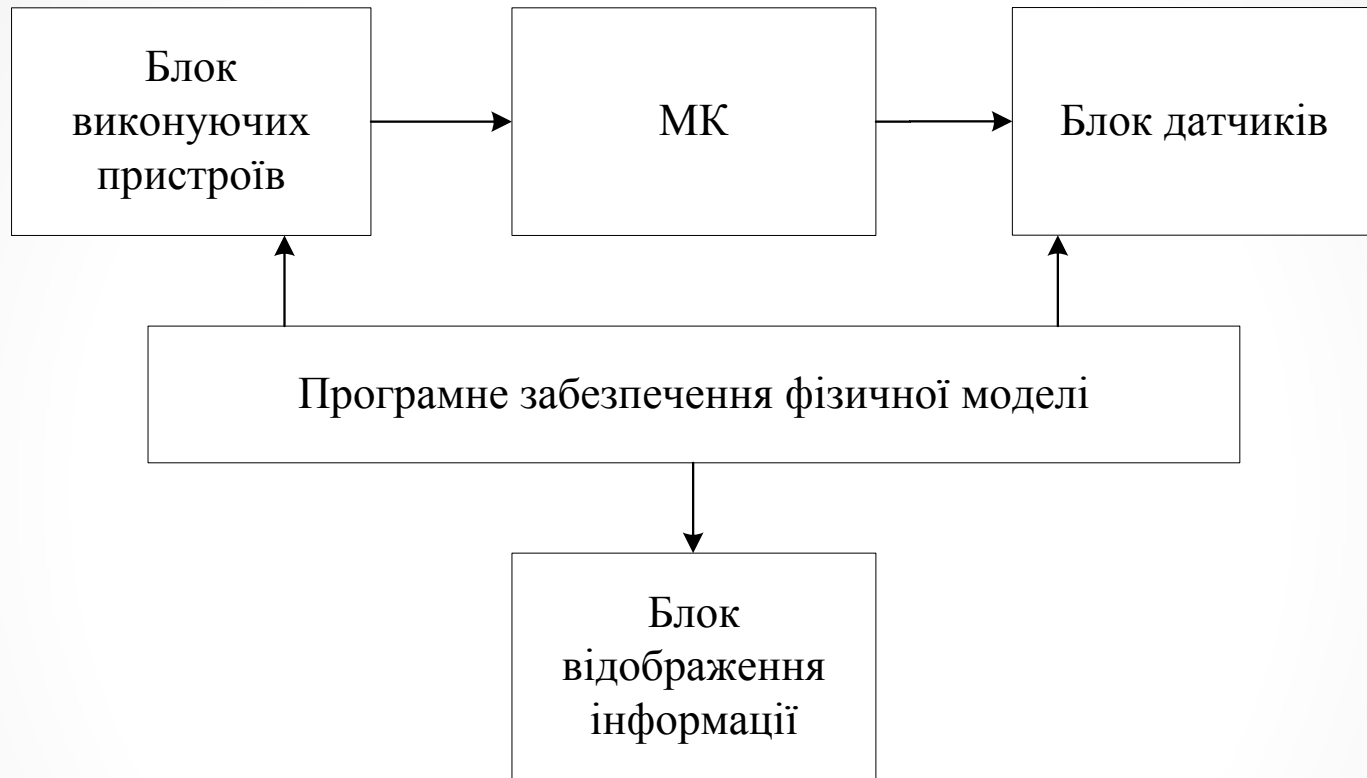 Блок
виконуючих
пристроїв
МК
Блок датчиків
Програмне забезпечення фізичної моделі
Блок
відображення
інформації